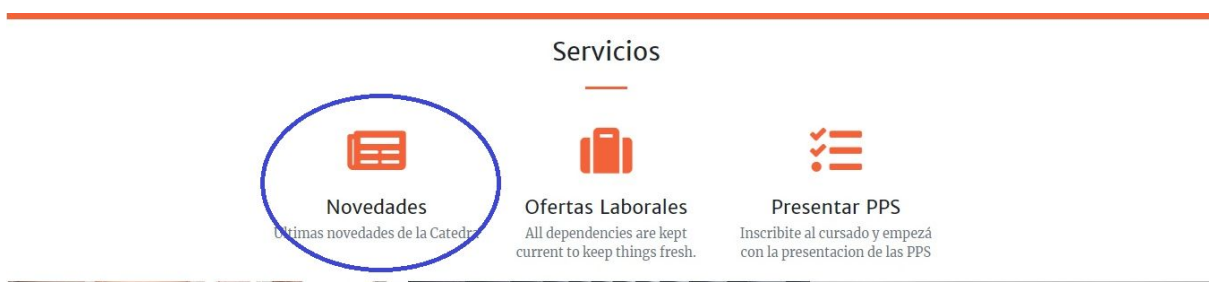 Servicios
Novedades
Ultimas novedades de la Catedra
Ofertas Laborales
All dependencies are kept
current to keep things fresh.
Presentar PPS
Inscribite al cursado y empezá
con la presentacion de las PPS